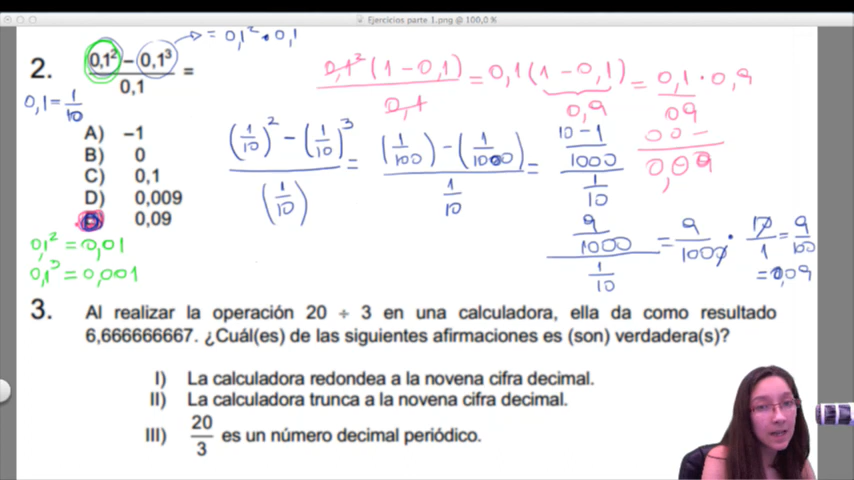 Ejercicios parte 1.png @ 100,0 %
= 0,1² · 0,1
2. 0,1² − 0,1³ / 0,1 =
0,1² (1 − 0,1) / 0,1 = 0,1 (1 − 0,1) = 0,1 · 0,9
0,9
09
00-
0,09
0,1 = 1/10
(1/10)² − (1/10)³ / (1/10) = (1/100) − (1/1000) / 1/10 = 10 − 1/1000 / 1/10
A) −1
B) 0
C) 0,1
D) 0,009
0,09
9/1000 / 1/10 = 9/1000 · 10/1 = 9/100
= 0,09
0,1² = 0,01
0,1³ = 0,001
3. Al realizar la operación 20 ÷ 3 en una calculadora, ella da como resultado
6,666666667. ¿Cuál(es) de las siguientes afirmaciones es (son) verdadera(s)?
I) La calculadora redondea a la novena cifra decimal.
II) La calculadora trunca a la novena cifra decimal.
III) 20/3 es un número decimal periódico.